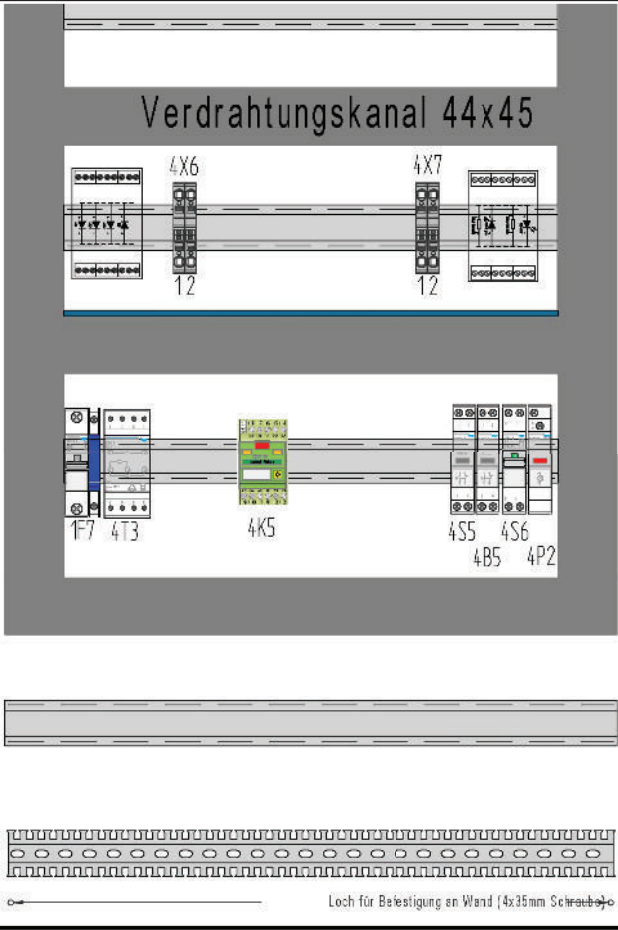 Verdrahtungskanal 44x45
4X6 4X7
12 12
1F7 4T3 4K5 4S5 4S6
4B5 4P2
Loch für Befestigung an Wand (4x35mm Schraube)